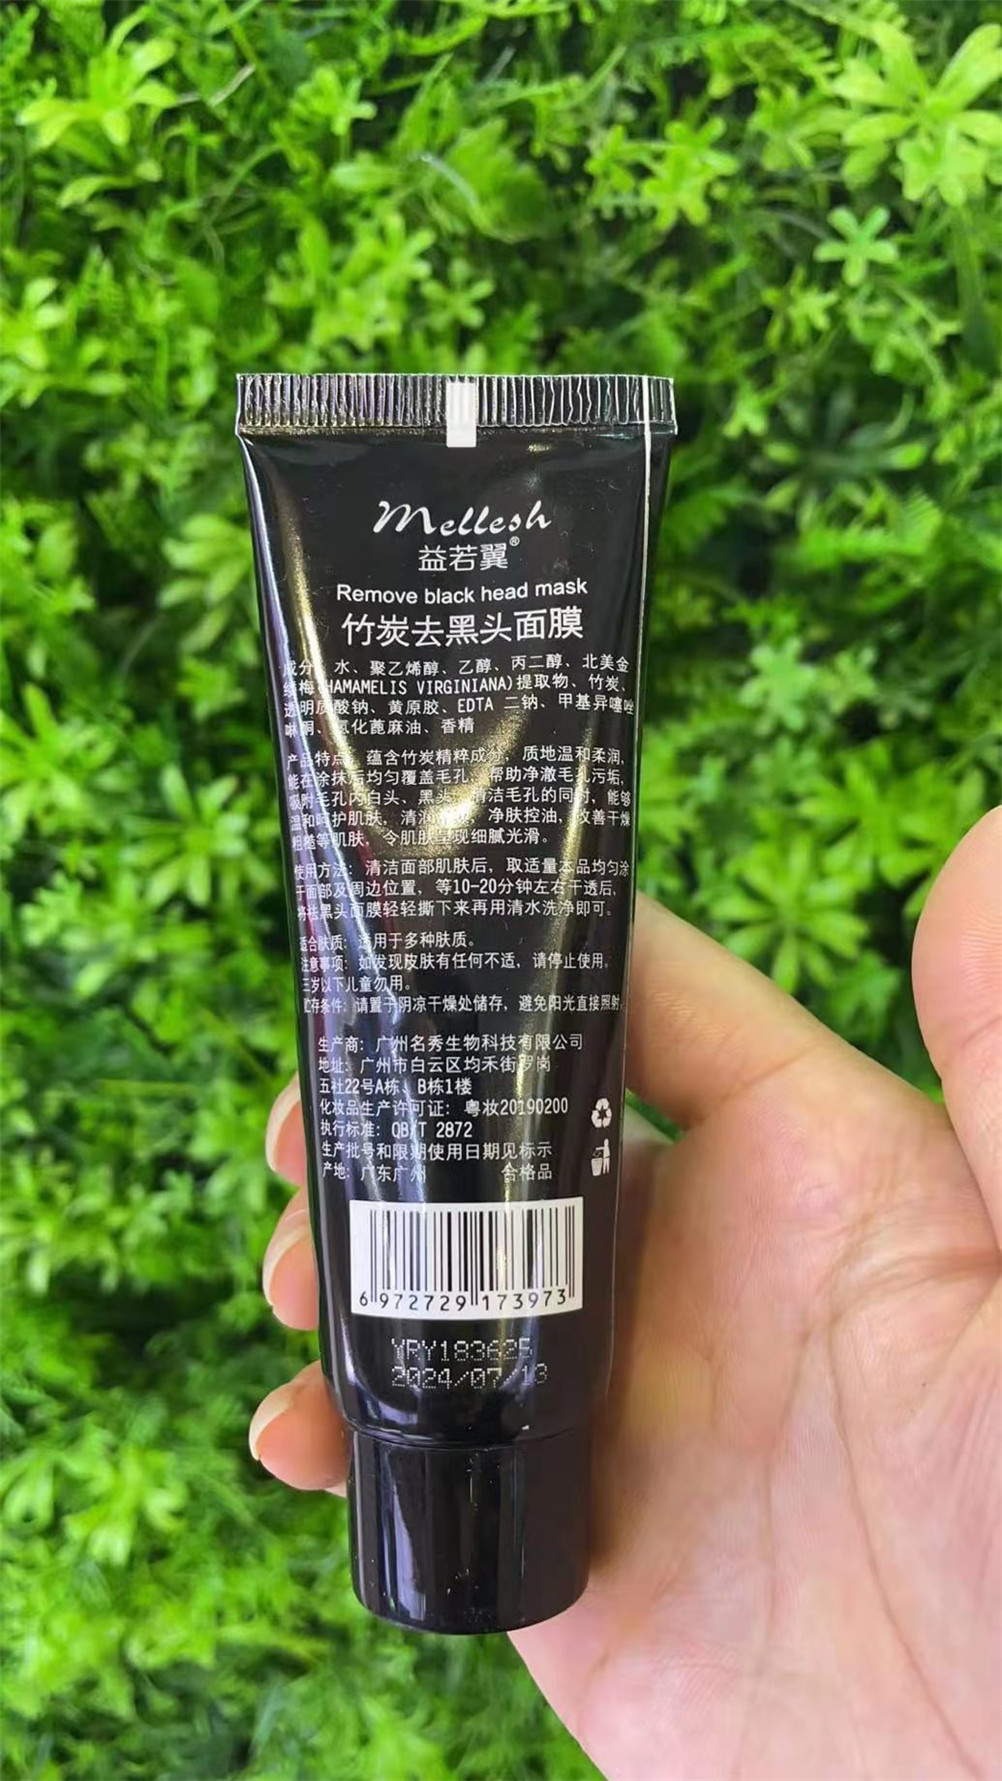 Mellesh
益若翼®
Remove black head mask
竹炭去黑头面膜
成分：水、聚乙烯醇、乙醇、丙二醇、北美金
缕梅(HAMAMELIS VIRGINIANA)提取物、竹炭、
透明质酸钠、黄原胶、EDTA 二钠、甲基异噻唑
啉酮、氢化蓖麻油、香精
产品特点：蕴含竹炭精粹成分，质地温和柔润，
能在涂抹后均匀覆盖毛孔、帮助净澈毛孔污垢，
吸附毛孔内白头、黑头，清洁毛孔的同时，能够
温和呵护肌肤，清润，净肤控油，改善干燥
粗糙等肌肤，令肌肤呈现细腻光滑。
使用方法：清洁面部肌肤后，取适量本品均匀涂
于面部及周边位置，等10-20分钟左右干透后，
将祛黑头面膜轻轻撕下来再用清水洗净即可。
适合肤质：适用于多种肤质。
注意事项：如发现皮肤有任何不适，请停止使用，
三岁以下儿童勿用。
贮存条件：请置于阴凉干燥处储存，避免阳光直接照射
生产商：广州名秀生物科技有限公司
地址：广州市白云区均禾街罗岗
五社22号A栋、B栋1楼
化妆品生产许可证：粤妆20190200
执行标准：QB/T 2872
生产批号和限期使用日期见标示
产地：广东广州 合格品
6 972729 173973
YRY183625
2024/07/13